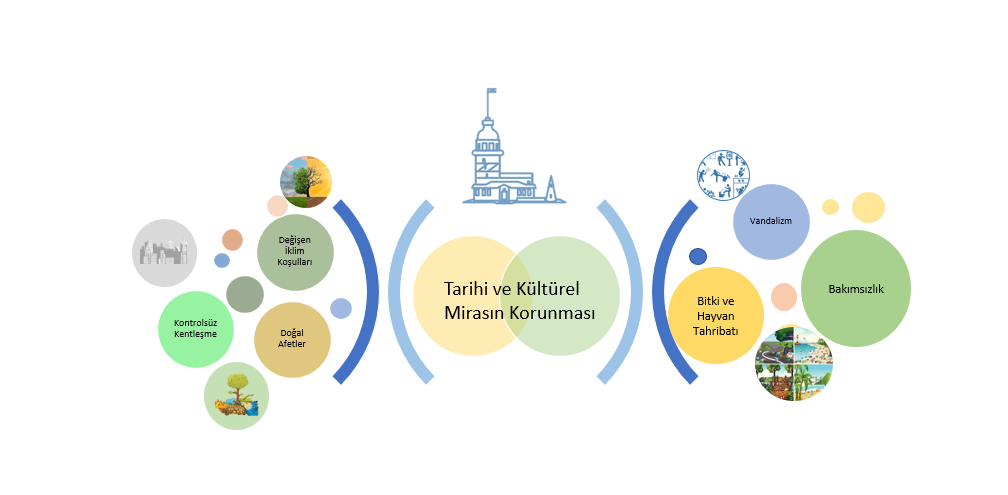 Değişen
İklim
Koşulları
Kontrolsüz
Kentleşme
Doğal
Afetler
Tarihi ve Kültürel
Mirasın Korunması
Vandalizm
Bitki ve
Hayvan
Tahribatı
Bakımsızlık